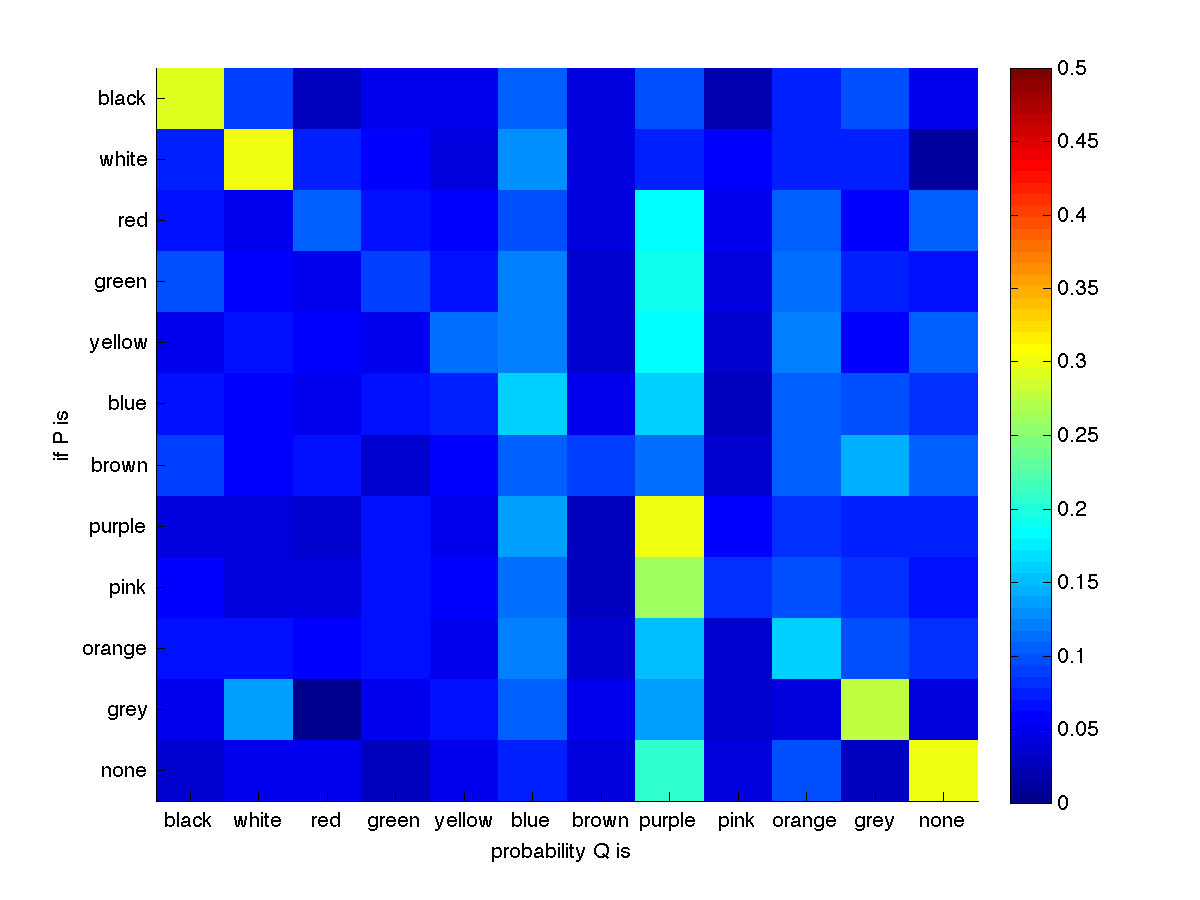 if P is
black
white
red
green
yellow
blue
brown
purple
pink
orange
grey
none
black white red green yellow blue brown purple pink orange grey none
probability Q is
0.5
0.45
0.4
0.35
0.3
0.25
0.2
0.15
0.1
0.05
0